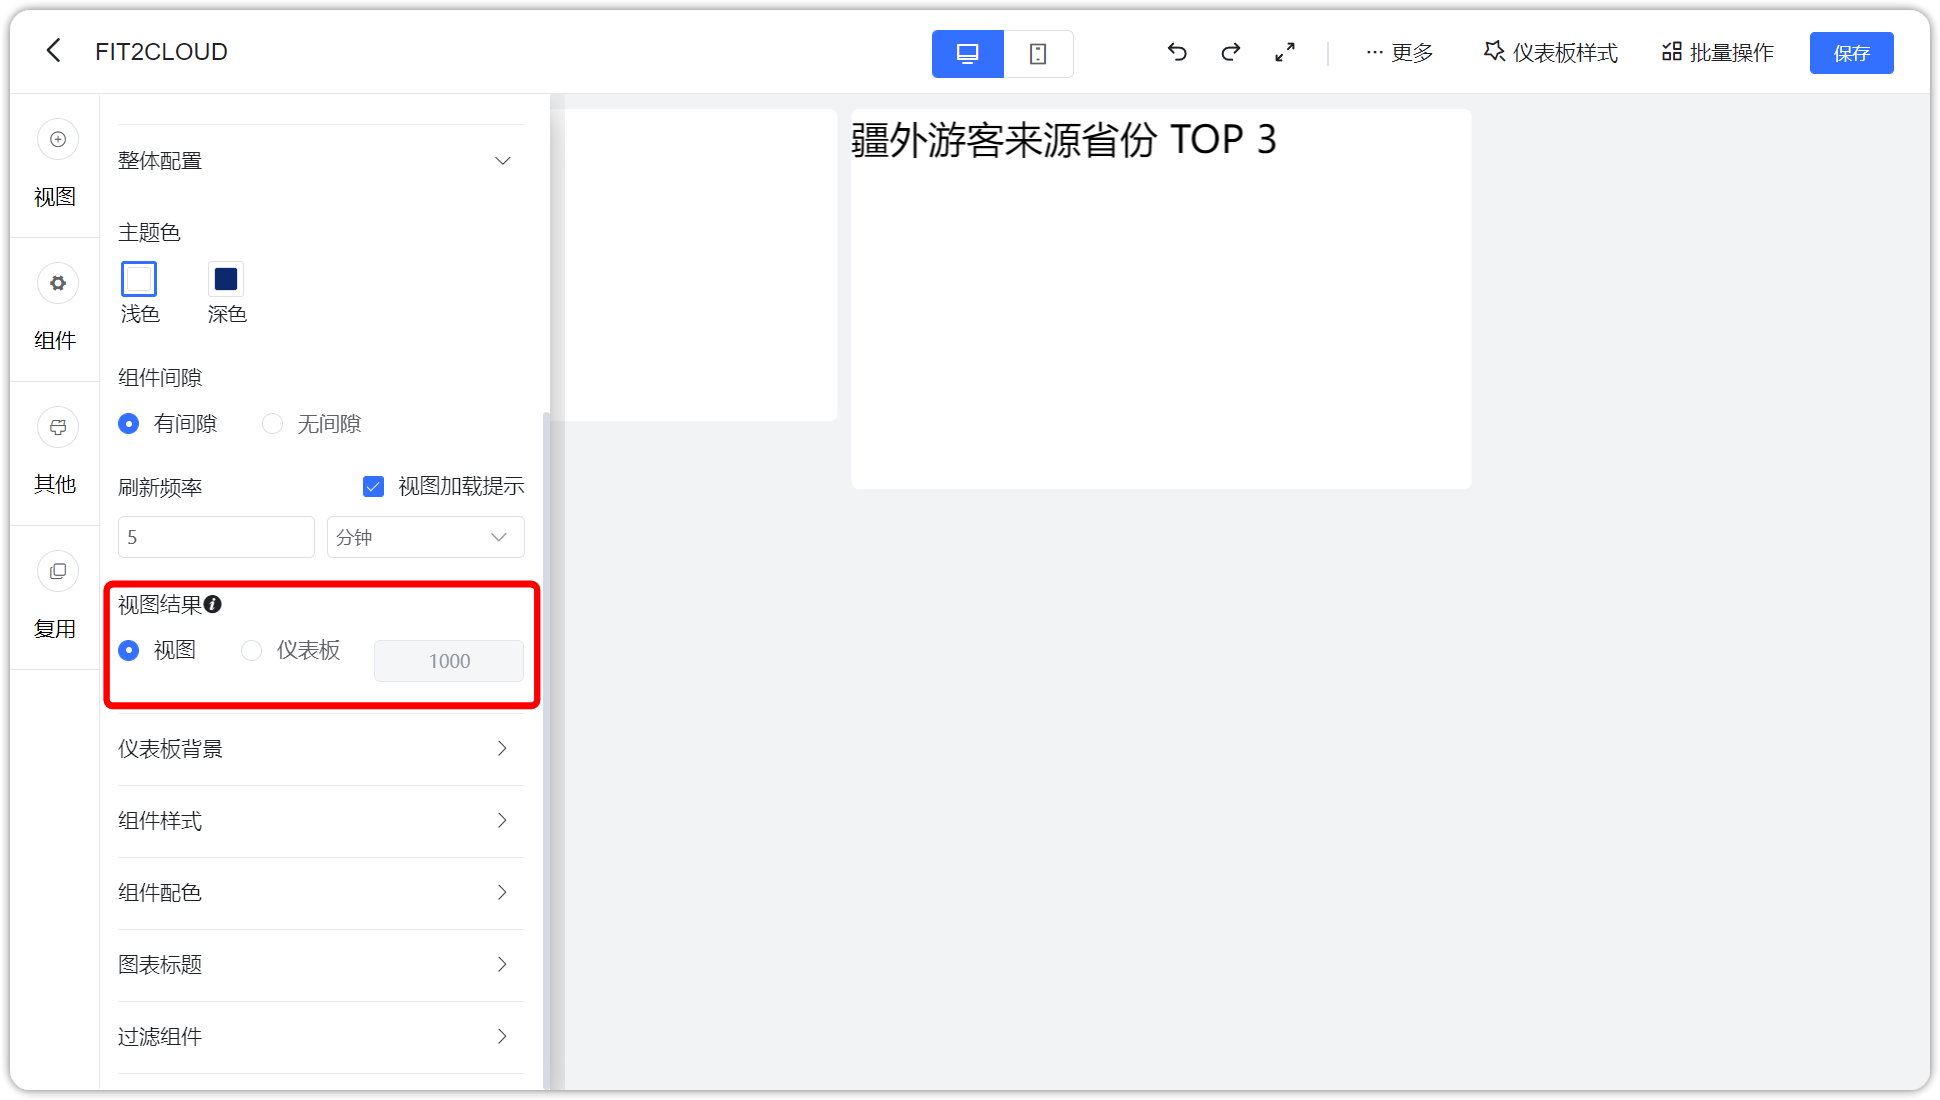 FIT2CLOUD
更多
仪表板样式
批量操作
保存
视图
组件
其他
复用
整体配置
主题色
浅色
深色
组件间隙
有间隙
无间隙
刷新频率
视图加载提示
5
分钟
视图结果
视图
仪表板
1000
仪表板背景
组件样式
组件配色
图表标题
过滤组件
疆外游客来源省份 TOP 3